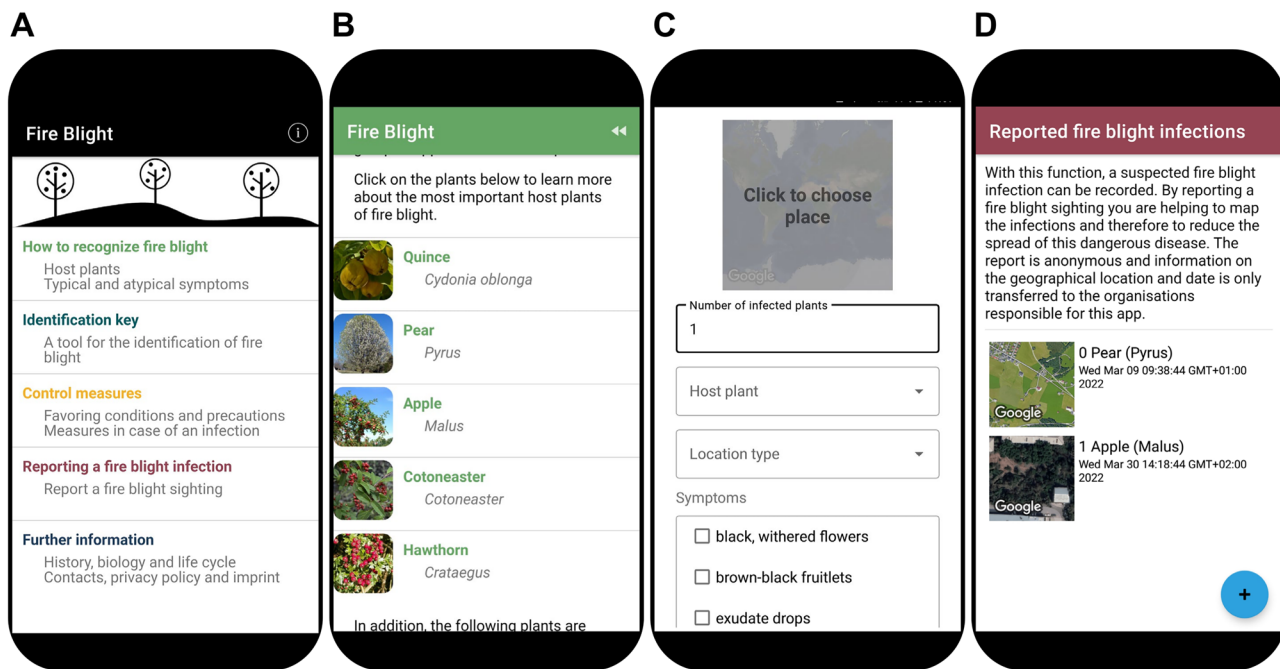 A
Fire Blight
How to recognize fire blight
Host plants
Typical and atypical symptoms
Identification key
A tool for the identification of fire
blight
Control measures
Favoring conditions and precautions
Measures in case of an infection
Reporting a fire blight infection
Report a fire blight sighting
Further information
History, biology and life cycle
Contacts, privacy policy and imprint
B
Fire Blight
Click on the plants below to learn more
about the most important host plants
of fire blight.
Quince
Cydonia oblonga
Pear
Pyrus
Apple
Malus
Cotoneaster
Cotoneaster
Hawthorn
Crataegus
In addition, the following plants are
C
Click to choose
place
Google
Number of infected plants
1
Host plant
Location type
Symptoms
black, withered flowers
brown-black fruitlets
exudate drops
D
Reported fire blight infections
With this function, a suspected fire blight
infection can be recorded. By reporting a
fire blight sighting you are helping to map
the infections and therefore to reduce the
spread of this dangerous disease. The
report is anonymous and information on
the geographical location and date is only
transferred to the organisations
responsible for this app.
0 Pear (Pyrus)
Wed Mar 09 09:38:44 GMT+01:00
2022
Google
1 Apple (Malus)
Wed Mar 30 14:18:44 GMT+02:00
2022
Google
+